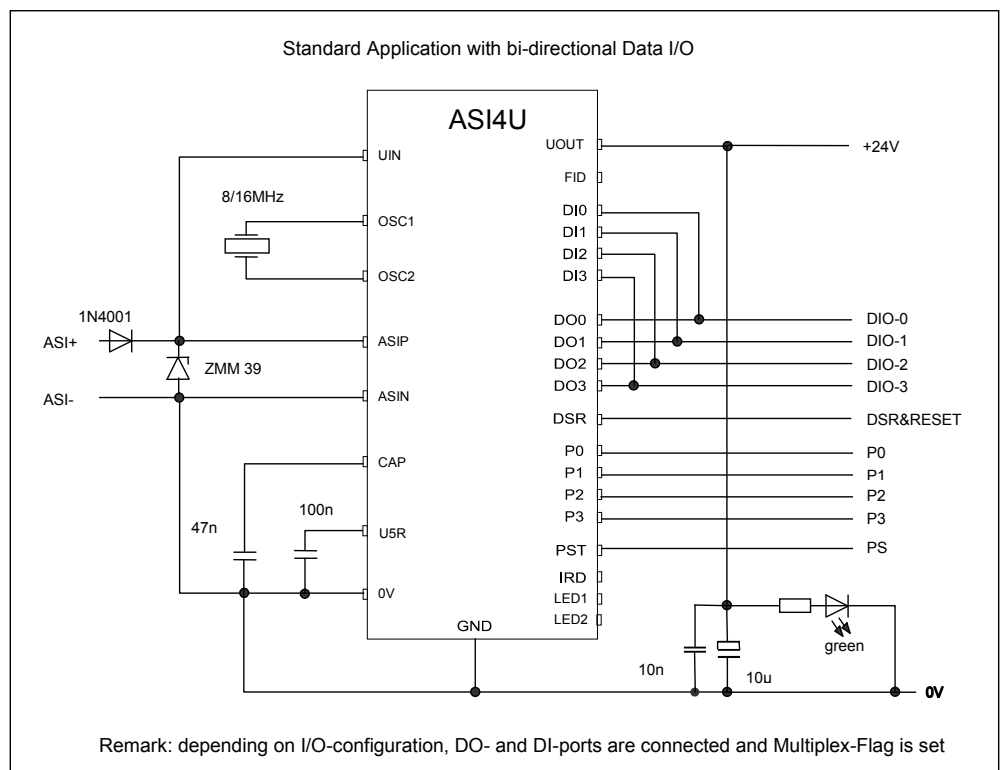 Standard Application with bi-directional Data I/O
ASI4U
UIN
OSC1
OSC2
ASIP
ASIN
CAP
U5R
0V
GND
UOUT
FID
DI0
DI1
DI2
DI3
DO0
DO1
DO2
DO3
DSR
P0
P1
P2
P3
PST
IRD
LED1
LED2
8/16MHz
1N4001
ASI+
ZMM 39
ASI-
47n
100n
+24V
DIO-0
DIO-1
DIO-2
DIO-3
DSR&RESET
P0
P1
P2
P3
PS
green
10n
10u
0V
Remark: depending on I/O-configuration, DO- and DI-ports are connected and Multiplex-Flag is set